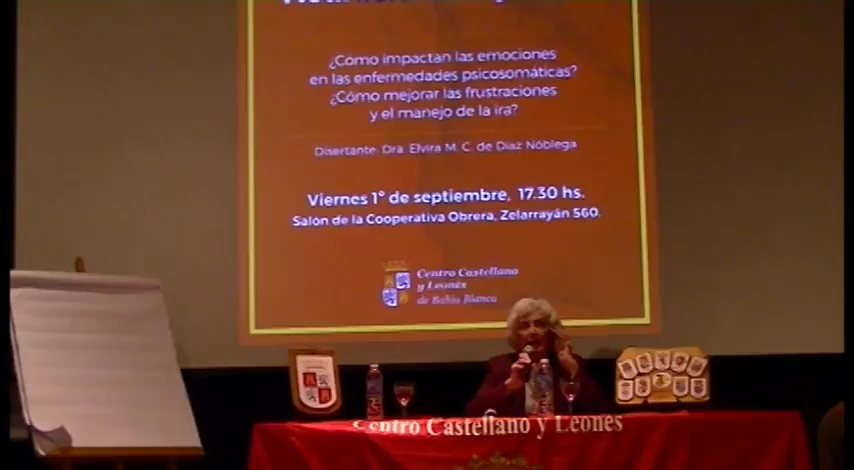 ¿Cómo impactan las emociones
en las enfermedades psicosomáticas?
¿Cómo mejorar las frustraciones
y el manejo de la ira?
Disertante: Dra. Elvira M. C. de Diaz Nóblega
Viernes 1° de septiembre, 17.30 hs.
Salón de la Cooperativa Obrera, Zelarrayán 560.
Centro Castellano
y Leonés
de Bahía Blanca
Centro Castellano y Leones